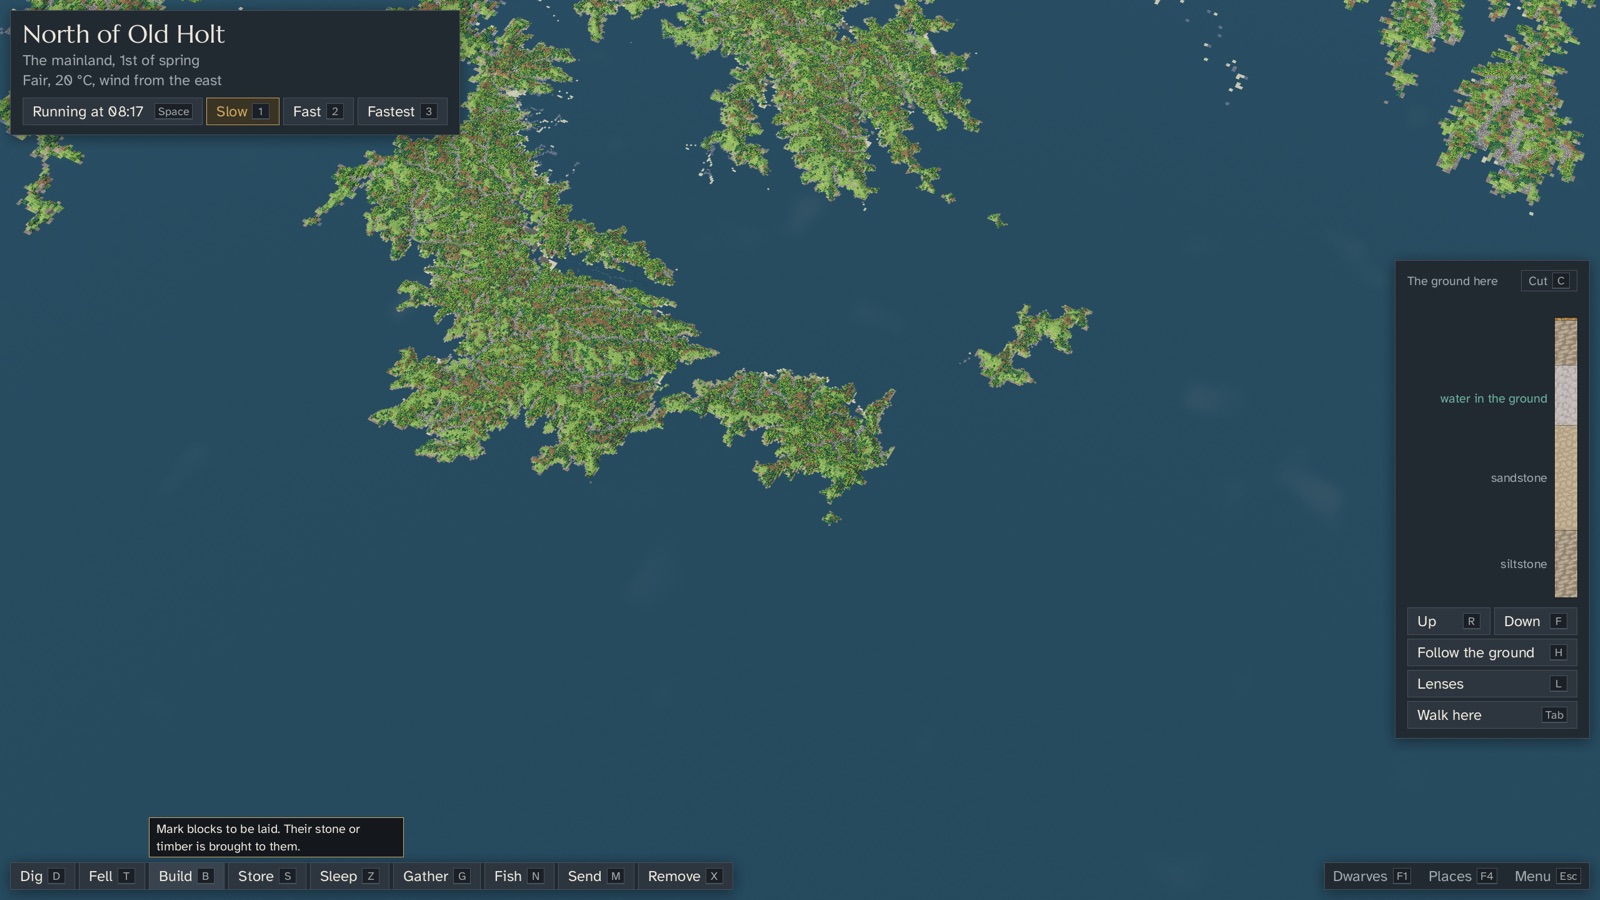 North of Old Holt
The mainland, 1st of spring
Fair, 20 °C, wind from the east
Running at 08:17 Space Slow 1 Fast 2 Fastest 3
The ground here Cut C
water in the ground
sandstone
siltstone
Up R Down F
Follow the ground H
Lenses L
Walk here Tab
Mark blocks to be laid. Their stone or
timber is brought to them.
Dig D Fell T Build B Store S Sleep Z Gather G Fish N Send M Remove X
Dwarves F1 Places F4 Menu Esc